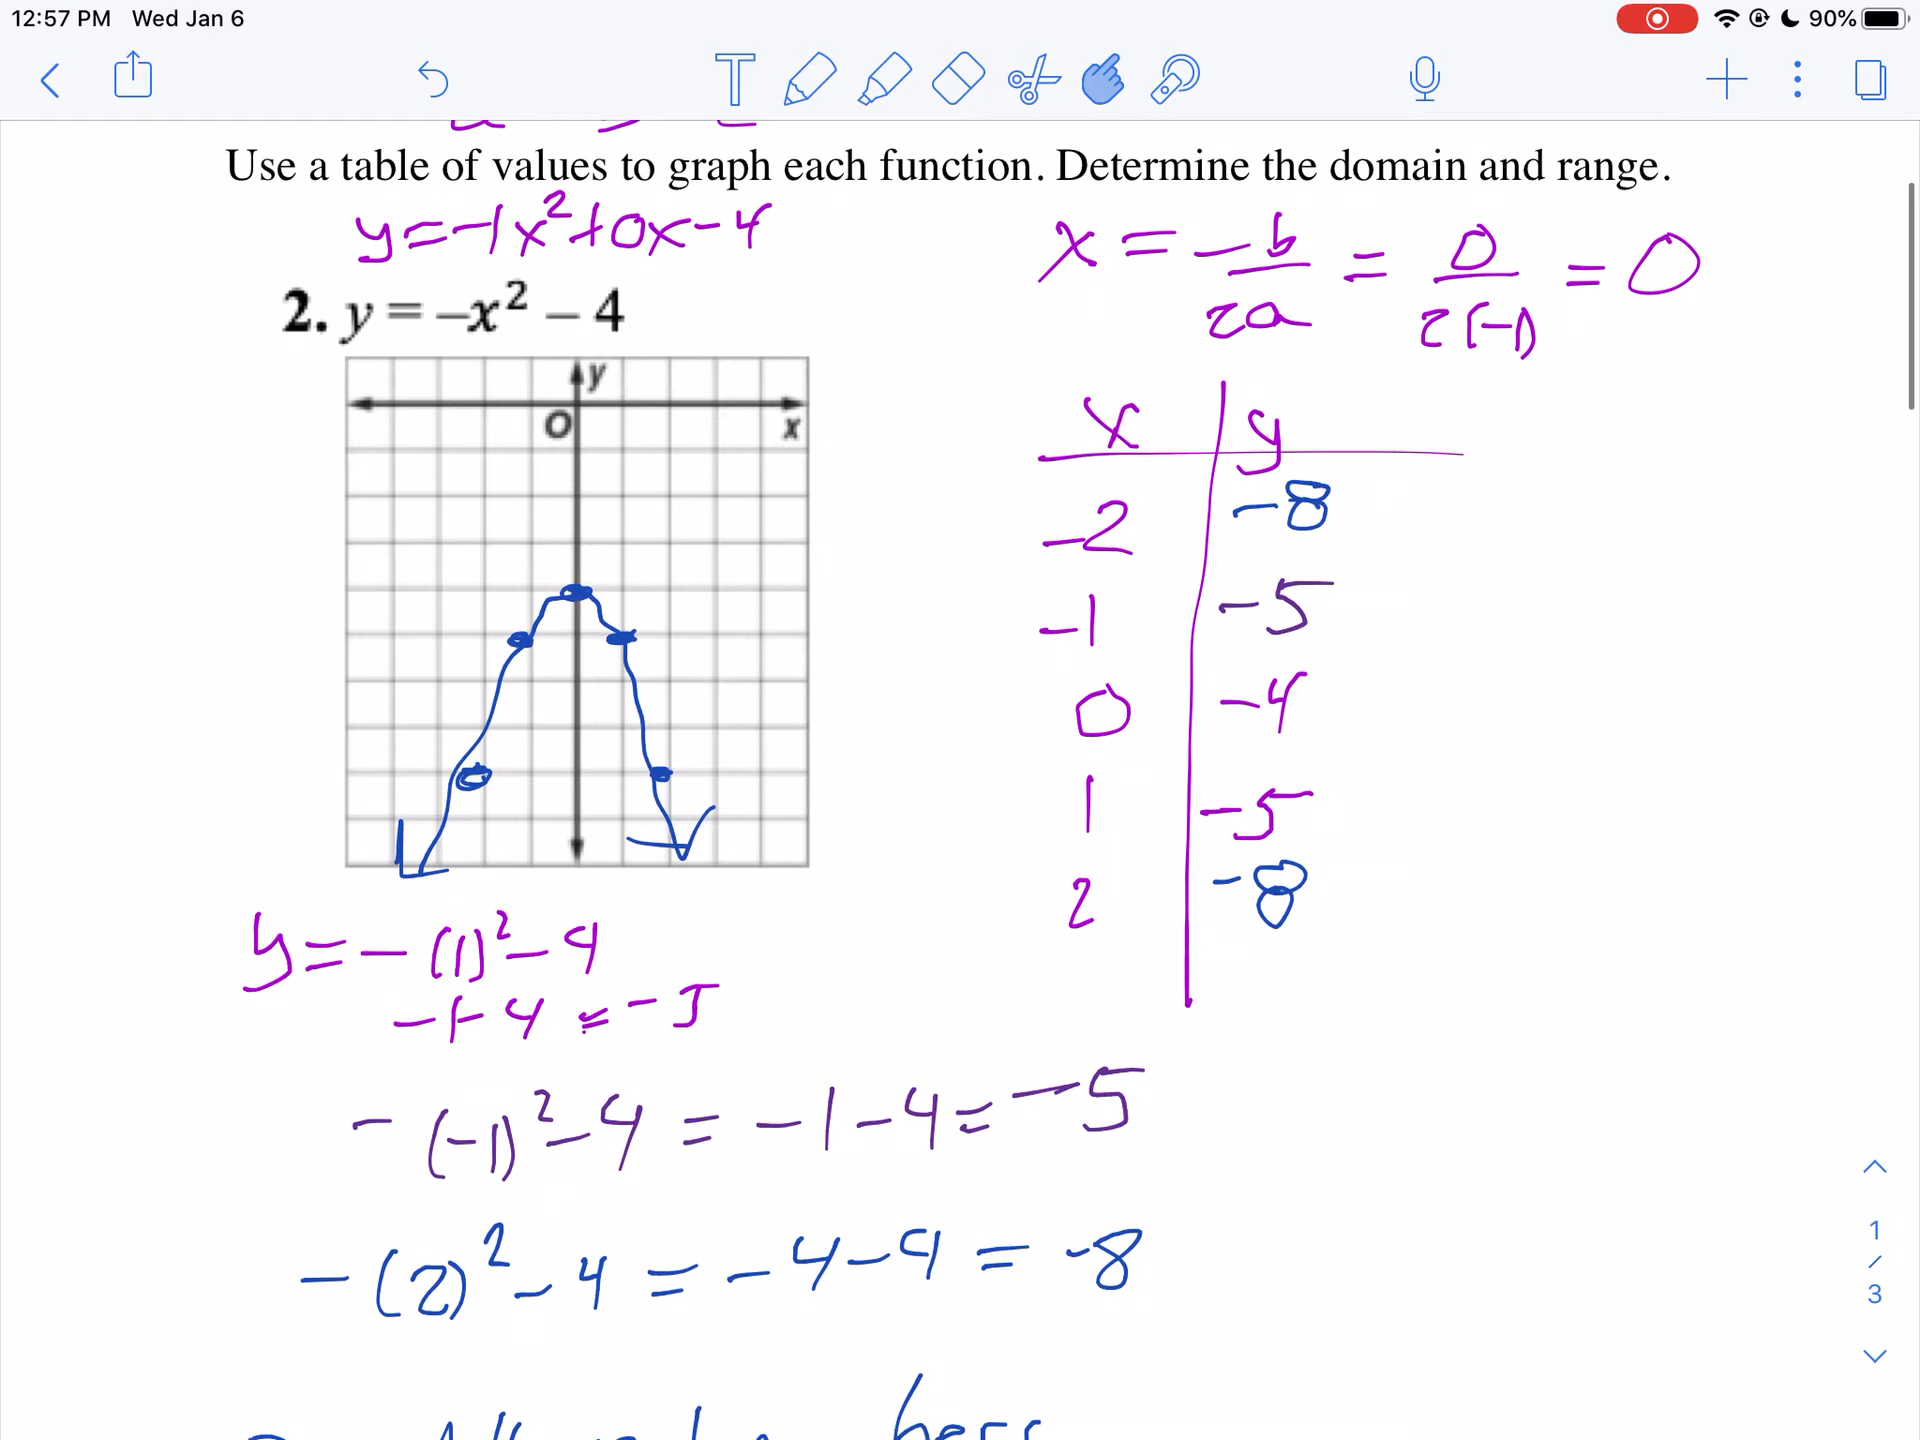 12:57 PM Wed Jan 6
90%
Use a table of values to graph each function. Determine the domain and range.
y=-1x²+0x-4
x = -b/2a = 0/2(-1) = 0
2. y = –x² – 4
y
O
x
x | y
-2 | -8
-1 | -5
0 | -4
1 | -5
2 | -8
y = -(1)² - 4
-1-4 = -5
-(-1)² - 4 = -1 - 4 = -5
-(2)² - 4 = -4 - 4 = -8
1
/
3